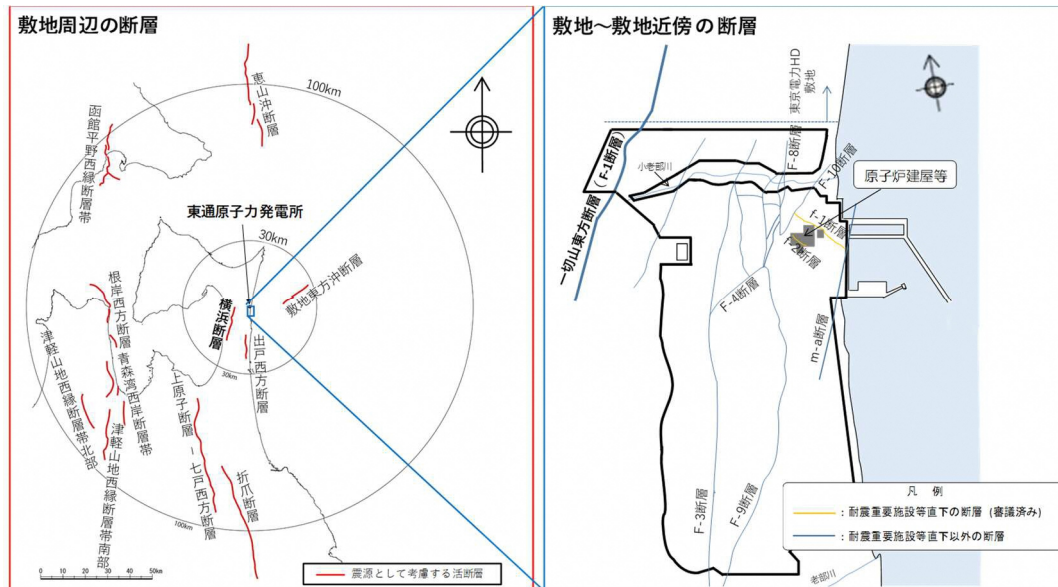 敷地周辺の断層
恵山沖断層
100km
函館平野西縁断層帯
東通原子力発電所
30km
敷地東方沖断層
横浜断層
根岸西方断層
出戸西方断層
30km
津軽山地西縁断層帯北部
青森湾西岸断層帯
上原子断層-七戸西方断層
津軽山地西縁断層帯南部
折爪断層
100km
0 10 20 30 40 50km
震源として考慮する活断層
敷地~敷地近傍の断層
東京電力HD
敷地
一切山東方断層(F-1断層)
小老部川
F-8断層
F-10断層
原子炉建屋等
f-1断層
f-2断層
F-4断層
m-a断層
F-3断層
F-9断層
凡 例
:耐震重要施設等直下の断層(審議済み)
:耐震重要施設等直下以外の断層
老部川